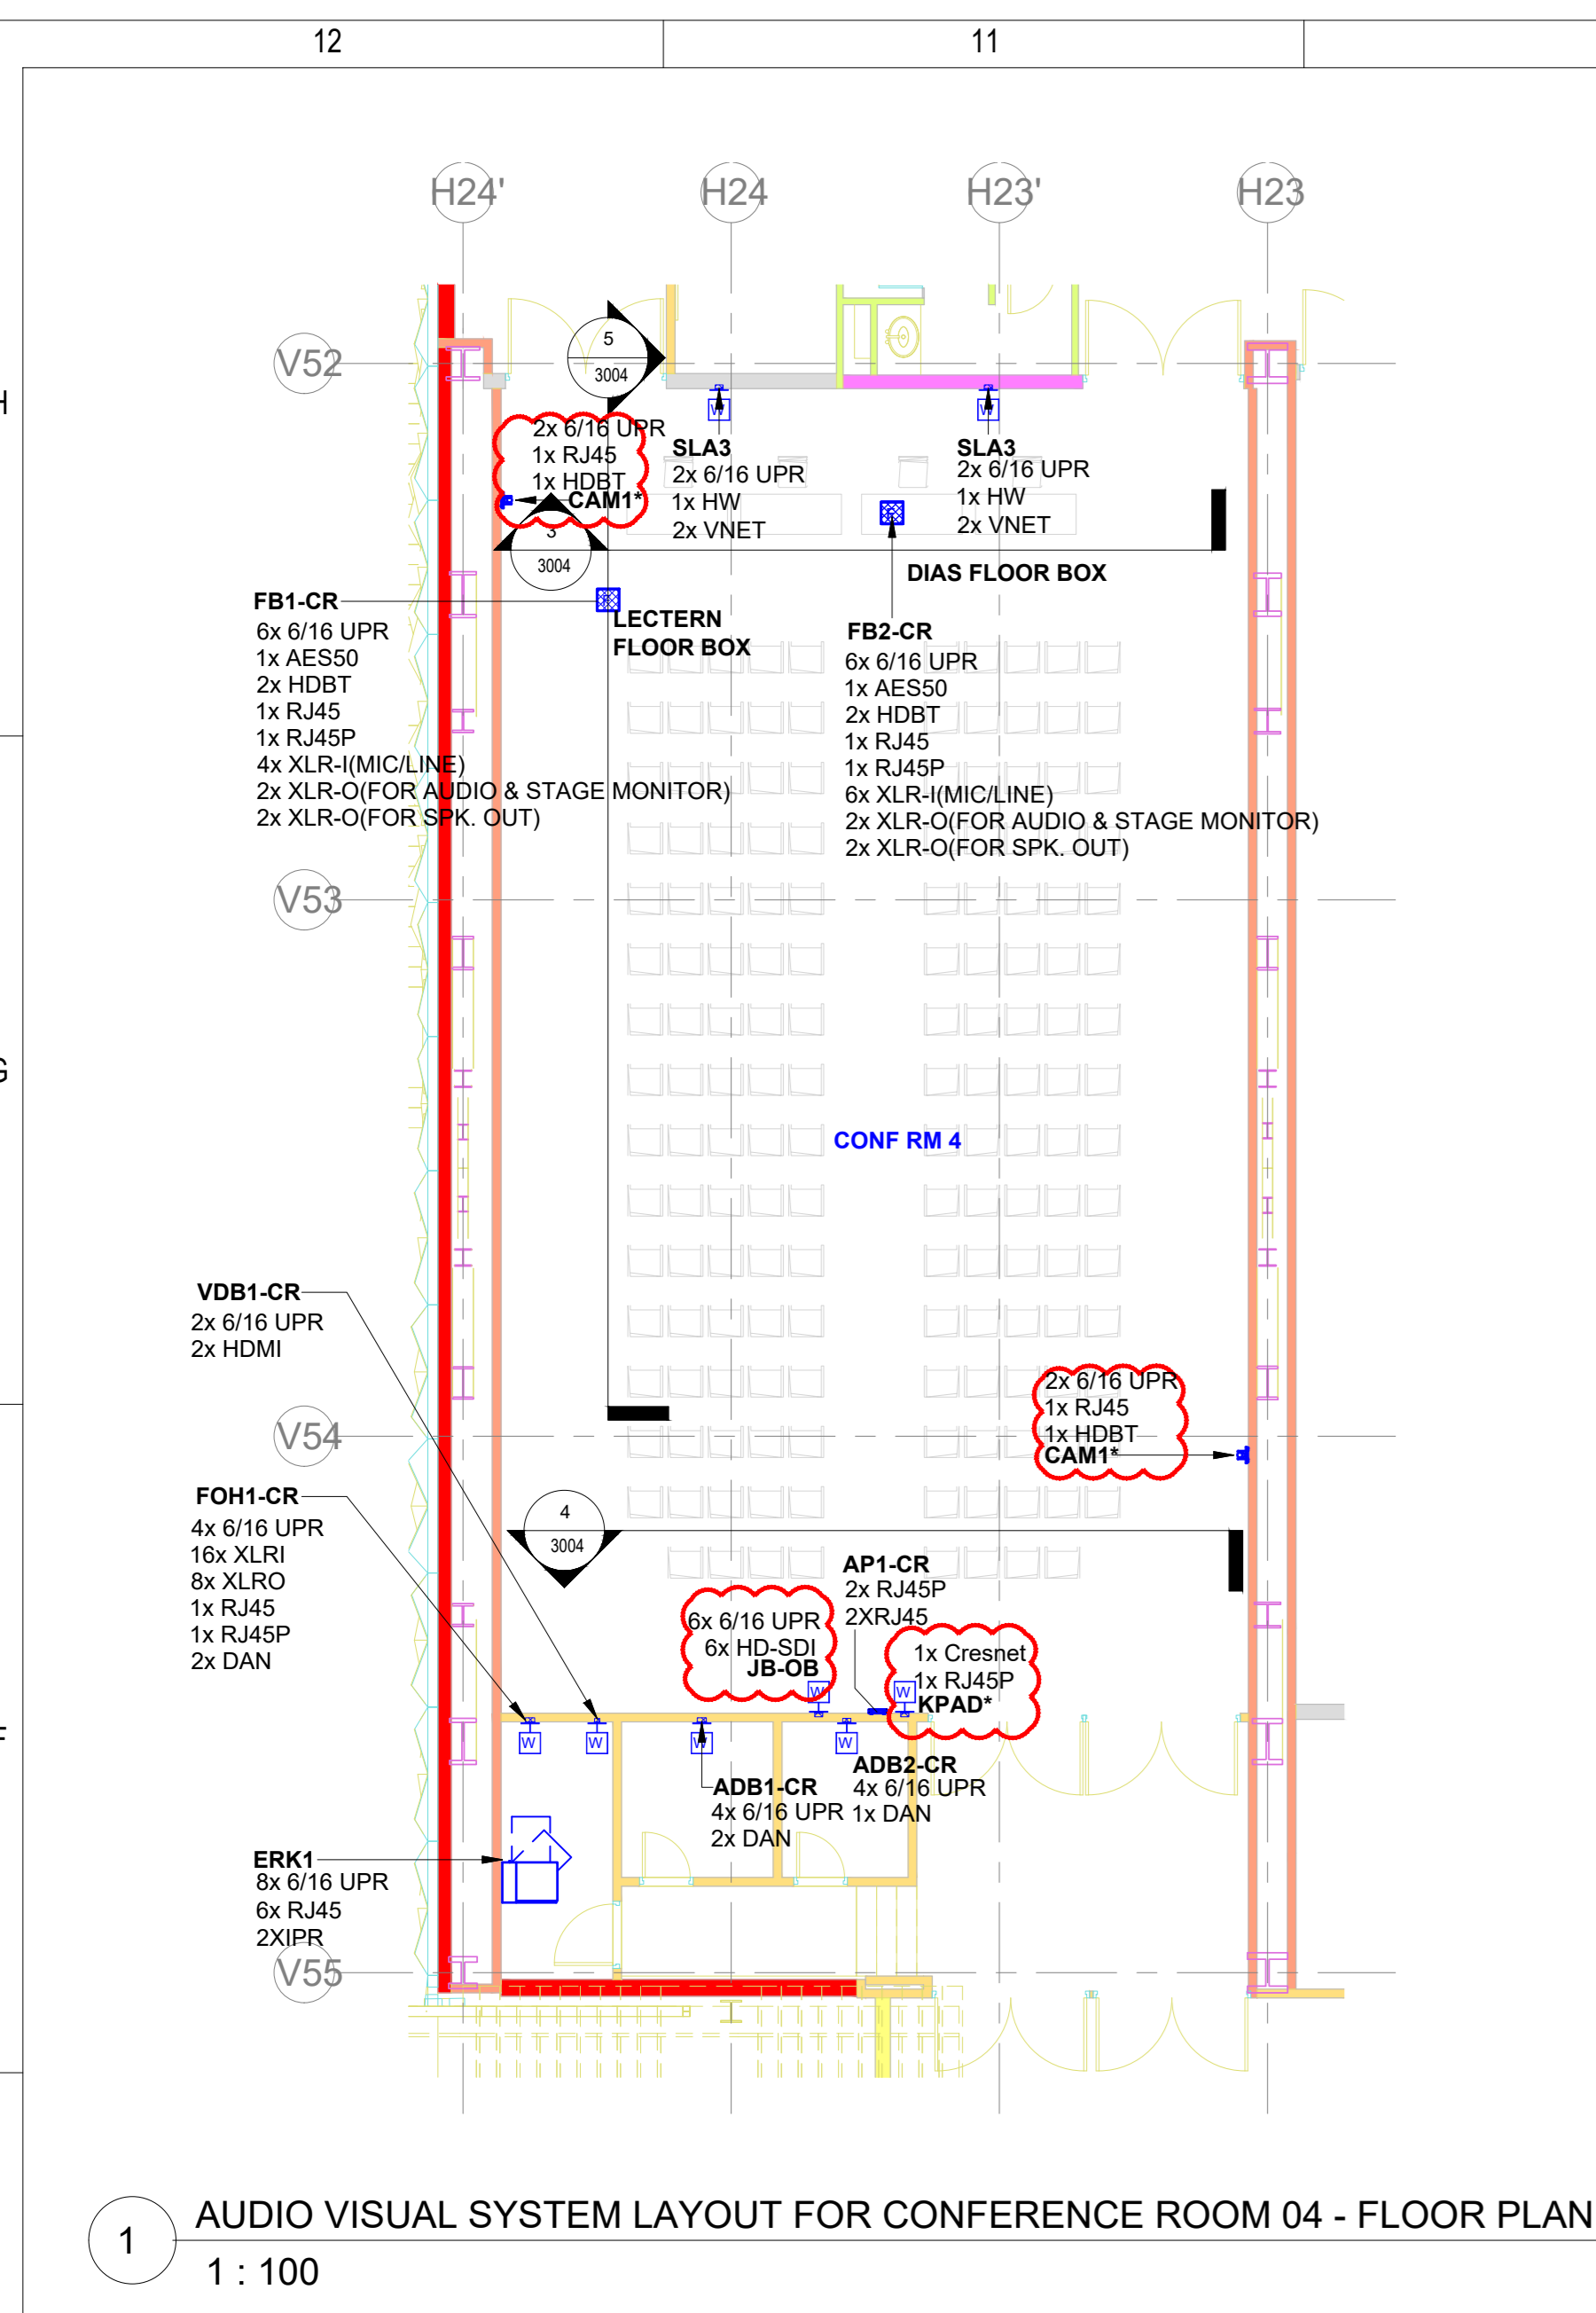 12
11
H24'
H24
H23'
H23
V52
5
3004
H
2x 6/16 UPR
1x RJ45
1x HDBT
CAM1*
W
SLA3
2x 6/16 UPR
1x HW
2x VNET
W
SLA3
2x 6/16 UPR
1x HW
2x VNET
3
3004
DIAS FLOOR BOX
FB1-CR
6x 6/16 UPR
1x AES50
2x HDBT
1x RJ45
1x RJ45P
4x XLR-I(MIC/LINE)
2x XLR-O(FOR AUDIO & STAGE MONITOR)
2x XLR-O(FOR SPK. OUT)
LECTERN
FLOOR BOX
FB2-CR
6x 6/16 UPR
1x AES50
2x HDBT
1x RJ45
1x RJ45P
6x XLR-I(MIC/LINE)
2x XLR-O(FOR AUDIO & STAGE MONITOR)
2x XLR-O(FOR SPK. OUT)
V53
G
CONF RM 4
VDB1-CR
2x 6/16 UPR
2x HDMI
2x 6/16 UPR
1x RJ45
1x HDBT
CAM1*
V54
FOH1-CR
4x 6/16 UPR
16x XLRI
8x XLRO
1x RJ45
1x RJ45P
2x DAN
4
3004
AP1-CR
2x RJ45P
2XRJ45
6x 6/16 UPR
6x HD-SDI
JB-OB
1x Cresnet
1x RJ45P
KPAD*
W
W
F
W
W
W
W
ADB1-CR
4x 6/16 UPR
2x DAN
ADB2-CR
4x 6/16 UPR
1x DAN
ERK1
8x 6/16 UPR
6x RJ45
2XIPR
V55
1
AUDIO VISUAL SYSTEM LAYOUT FOR CONFERENCE ROOM 04 - FLOOR PLAN
1 : 100